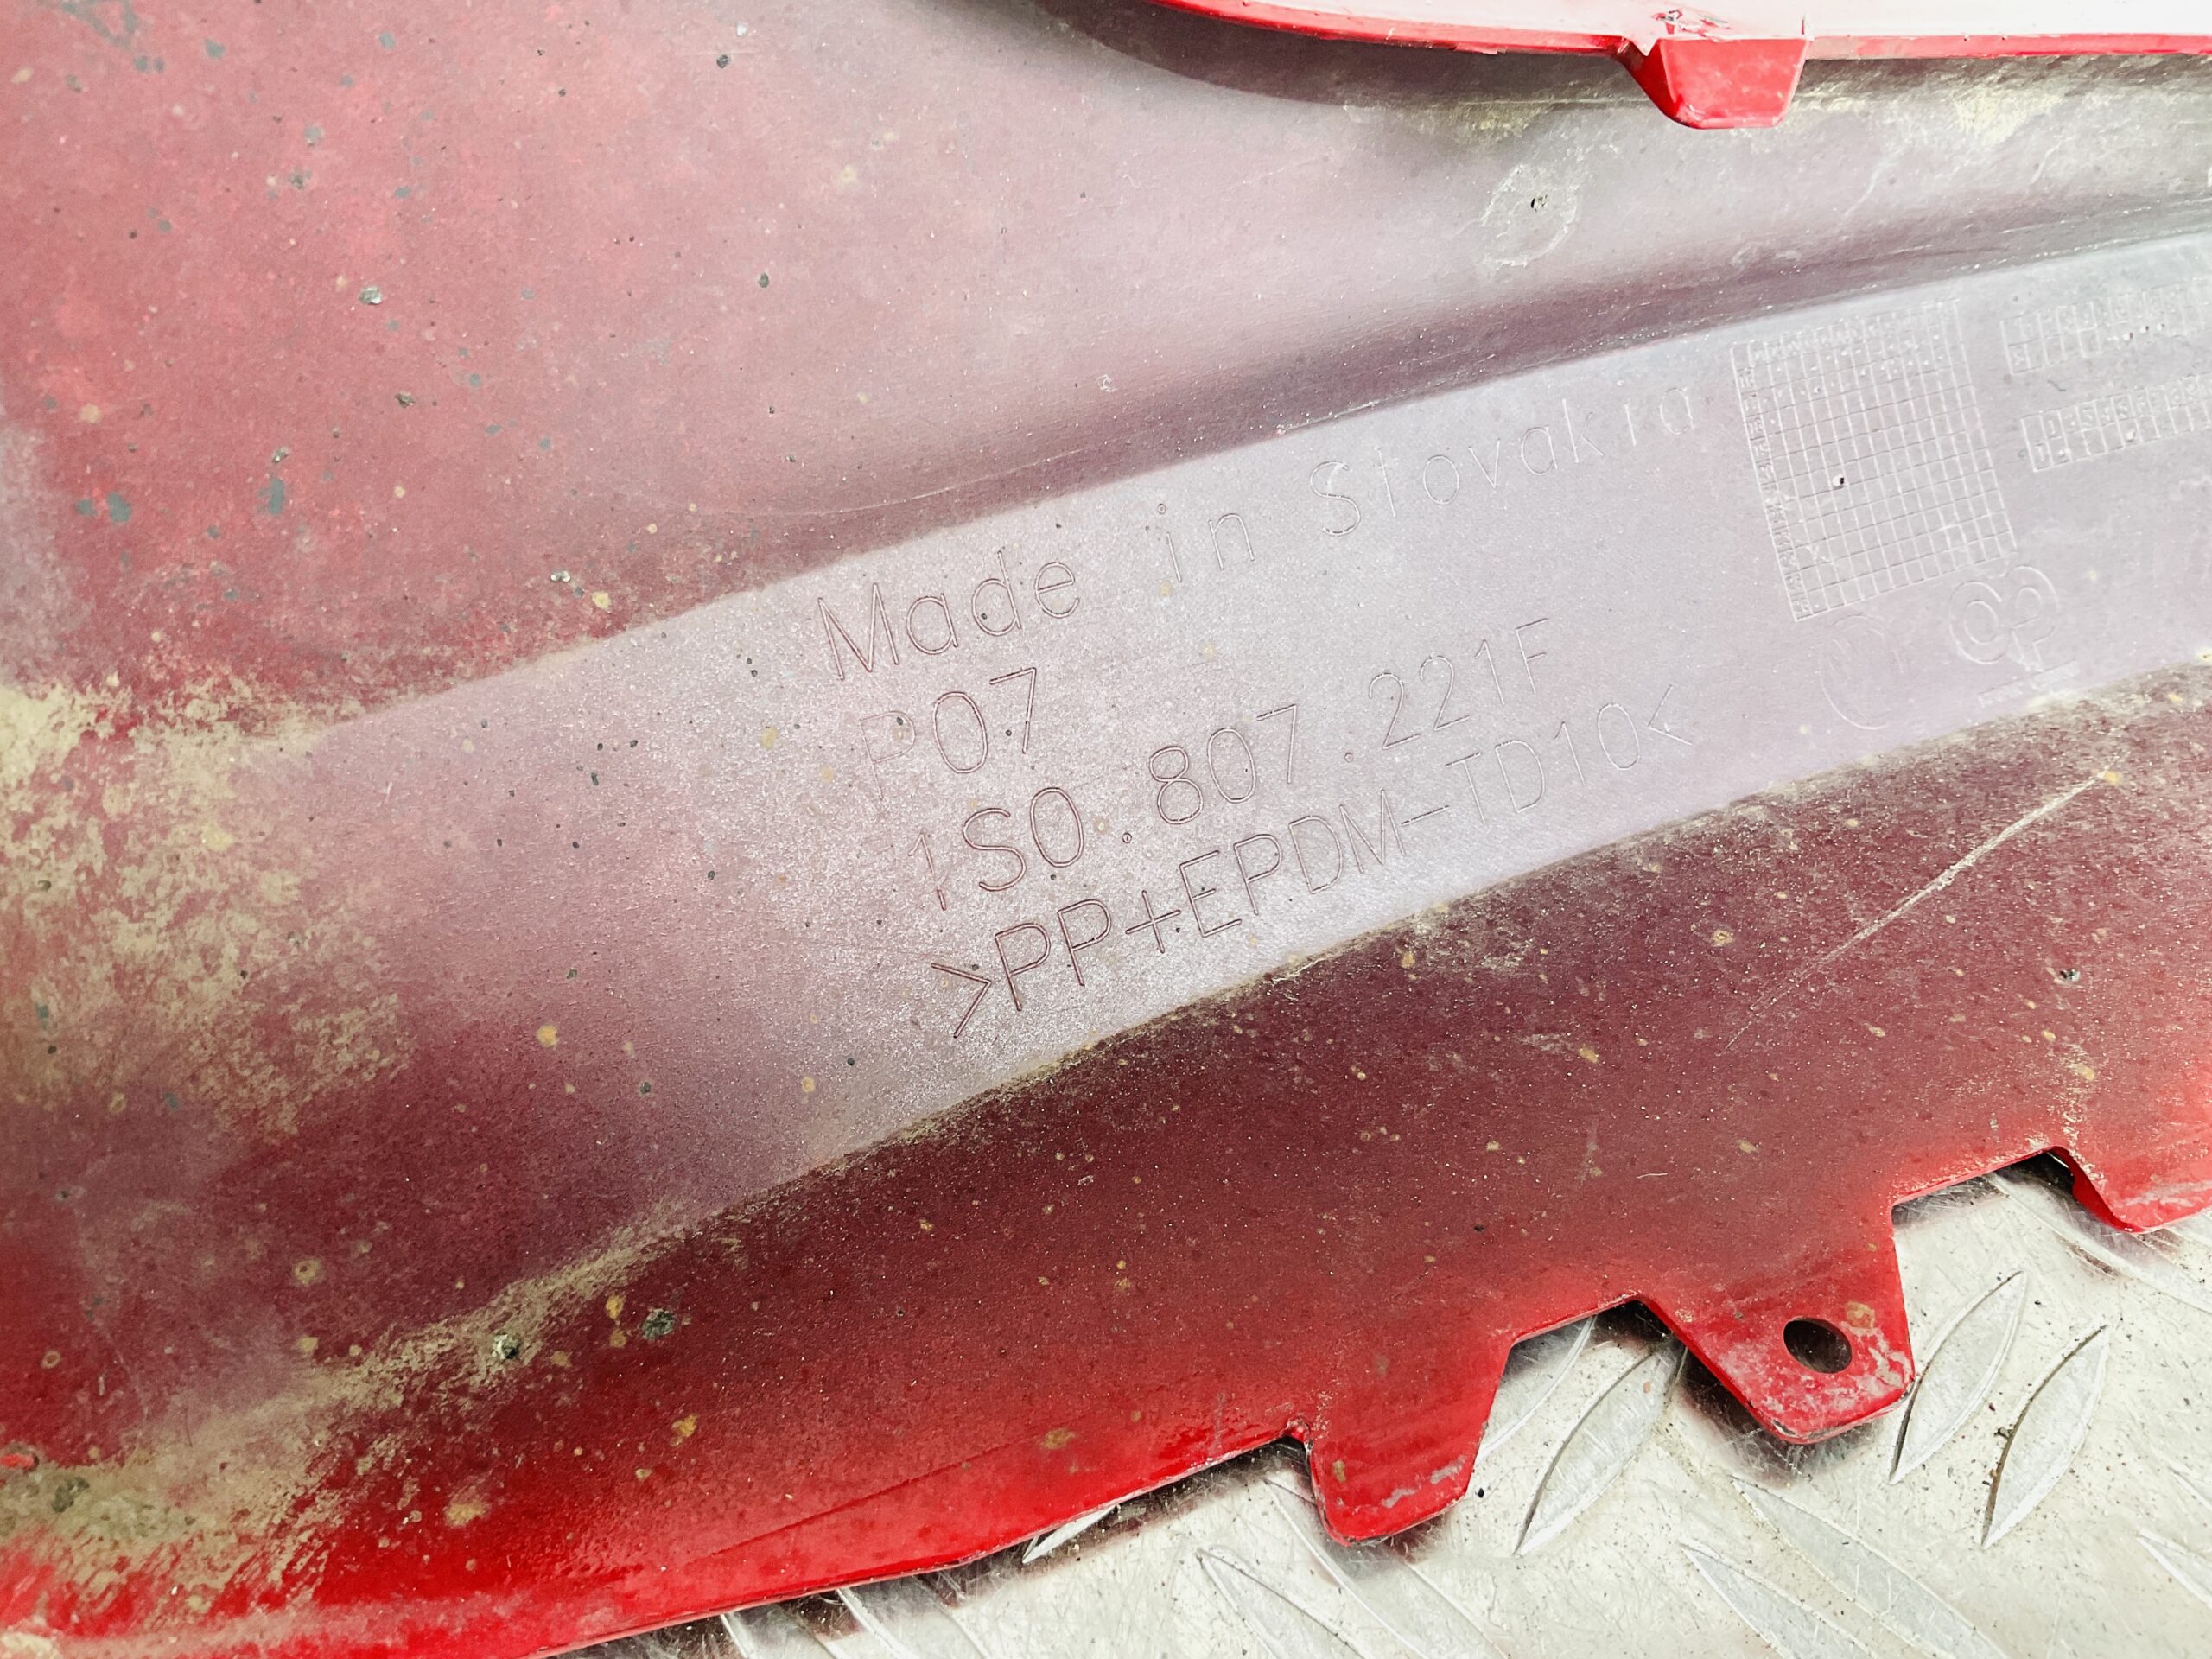 Made in Slovakia
P07
1S0.807.221F
>PP+EPDM-TD10<